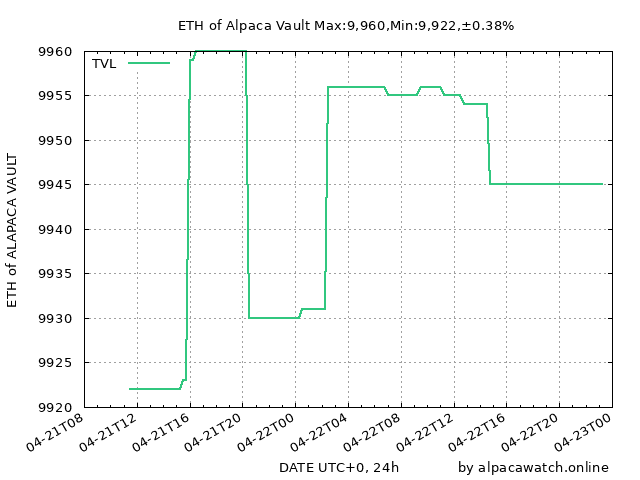 ETH of Alpaca Vault Max:9,960,Min:9,922,±0.38%
TVL
9960
9955
9950
9945
9940
9935
9930
9925
9920
ETH of ALAPACA VAULT
04-21T08
04-21T12
04-21T16
04-21T20
04-22T00
04-22T04
04-22T08
04-22T12
04-22T16
04-22T20
04-23T00
DATE UTC+0, 24h
by alpacawatch.online